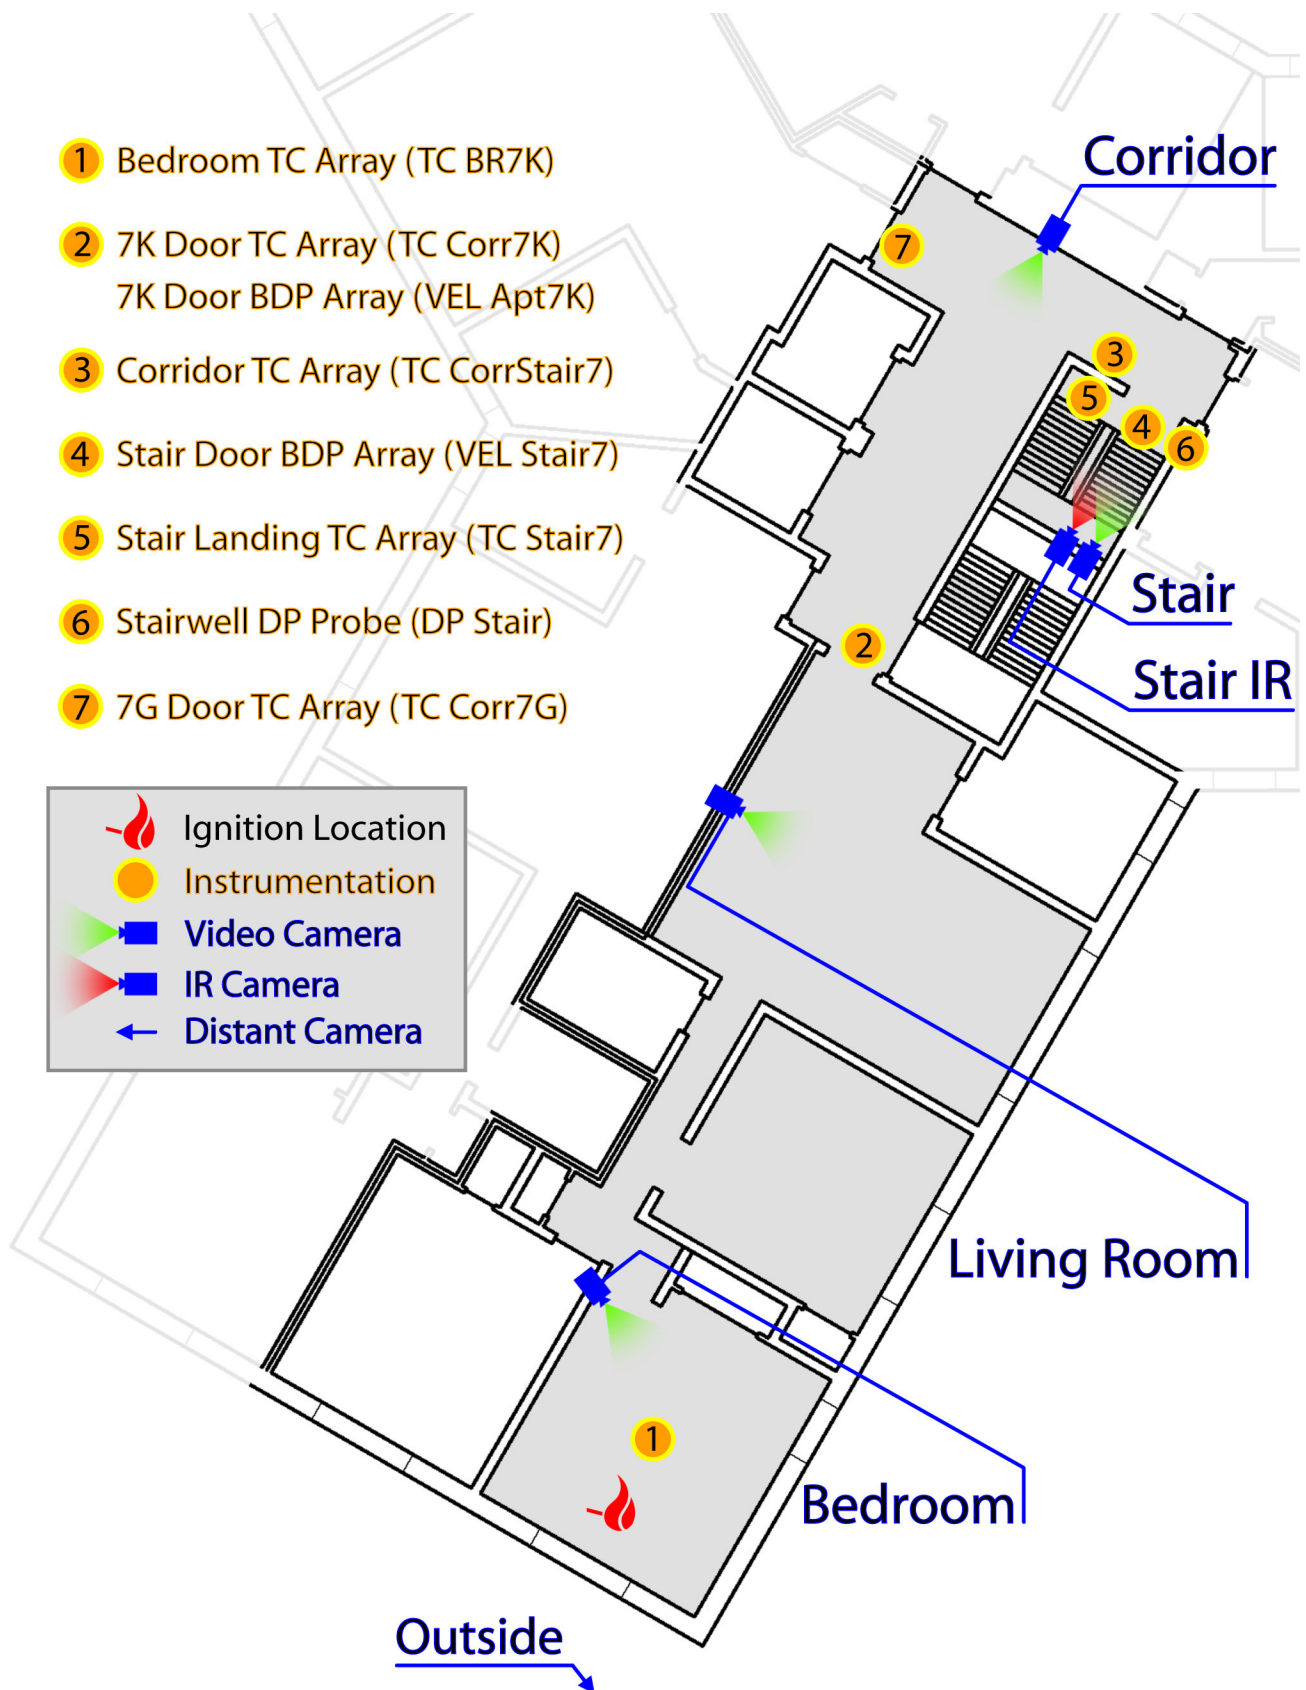 Corridor
1 Bedroom TC Array (TC BR7K)
2 7K Door TC Array (TC Corr7K)
7K Door BDP Array (VEL Apt7K)
3 Corridor TC Array (TC CorrStair7)
4 Stair Door BDP Array (VEL Stair7)
5 Stair Landing TC Array (TC Stair7)
6 Stairwell DP Probe (DP Stair)
7 7G Door TC Array (TC Corr7G)
7
3
5
4
6
Stair
2
Stair IR
Ignition Location
Instrumentation
Video Camera
IR Camera
Distant Camera
Living Room
1
Bedroom
Outside